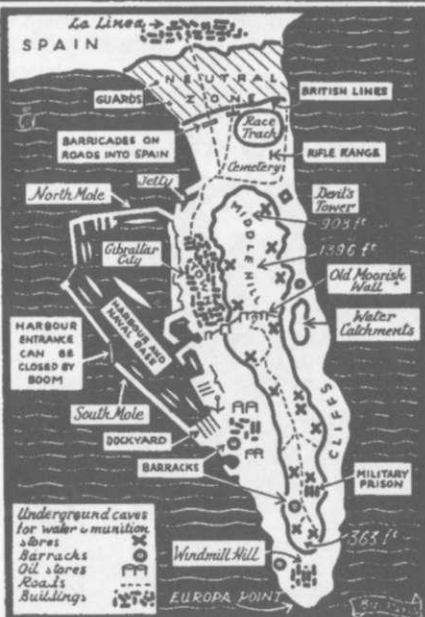 La Linea
SPAIN
NEUTRAL
ZONE
GUARDS
BRITISH LINES
Race
Track
BARRICADES ON
ROADS INTO SPAIN
RIFLE RANGE
Cemetery
Jetty
North Mole
Devil's
Tower
903 ft
MIDDLE HILL
1396 ft
Gibraltar
City
TOWN
Old Moorish
Wall
HARBOUR AND
NAVAL BASE
Water
Catchments
HARBOUR
ENTRANCE
CAN BE
CLOSED BY
BOOM
CLIFFS
South Mole
DOCKYARD
BARRACKS
MILITARY
PRISON
Underground caves
for water & munition
stores
Barracks
Oil stores
Roads
Buildings
363 ft
Windmill Hill
EUROPA POINT